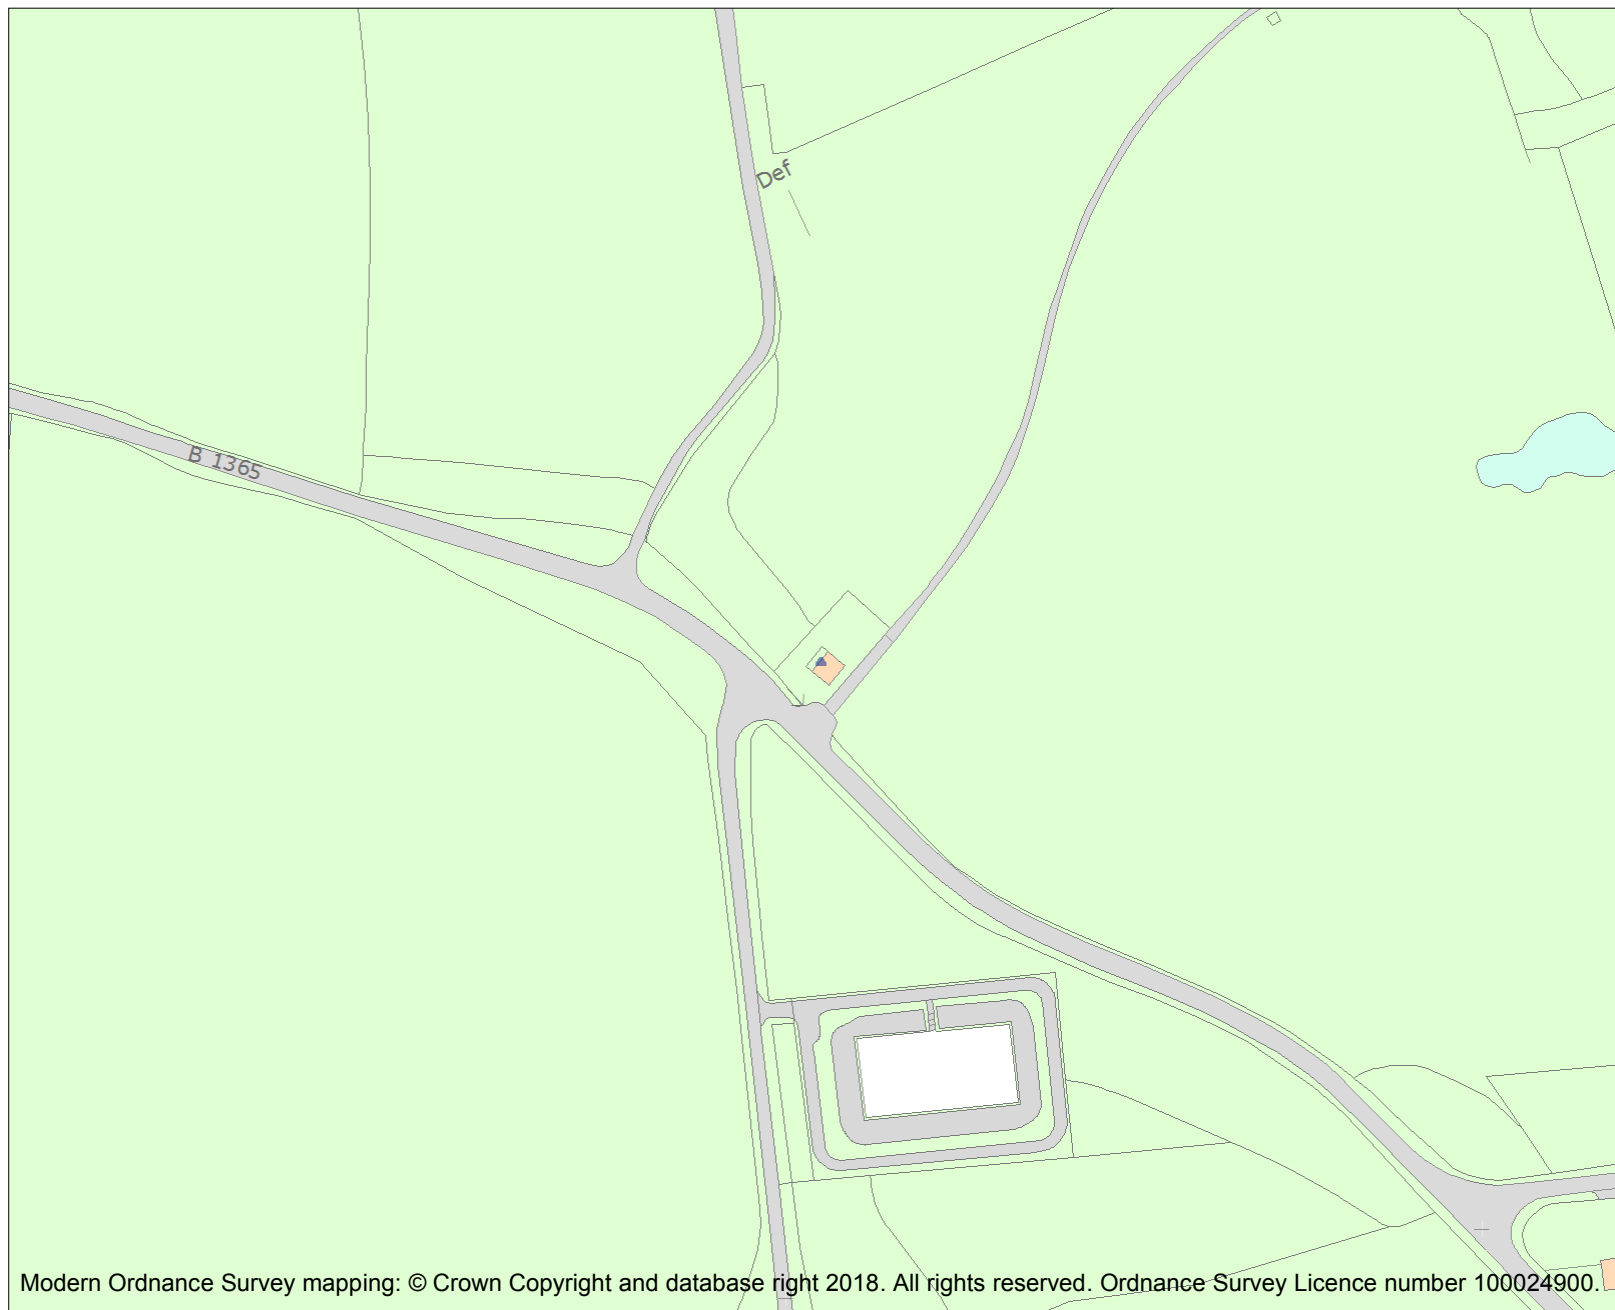 Def
B 1365
Modern Ordnance Survey mapping: © Crown Copyright and database right 2018. All rights reserved. Ordnance Survey Licence number 100024900.